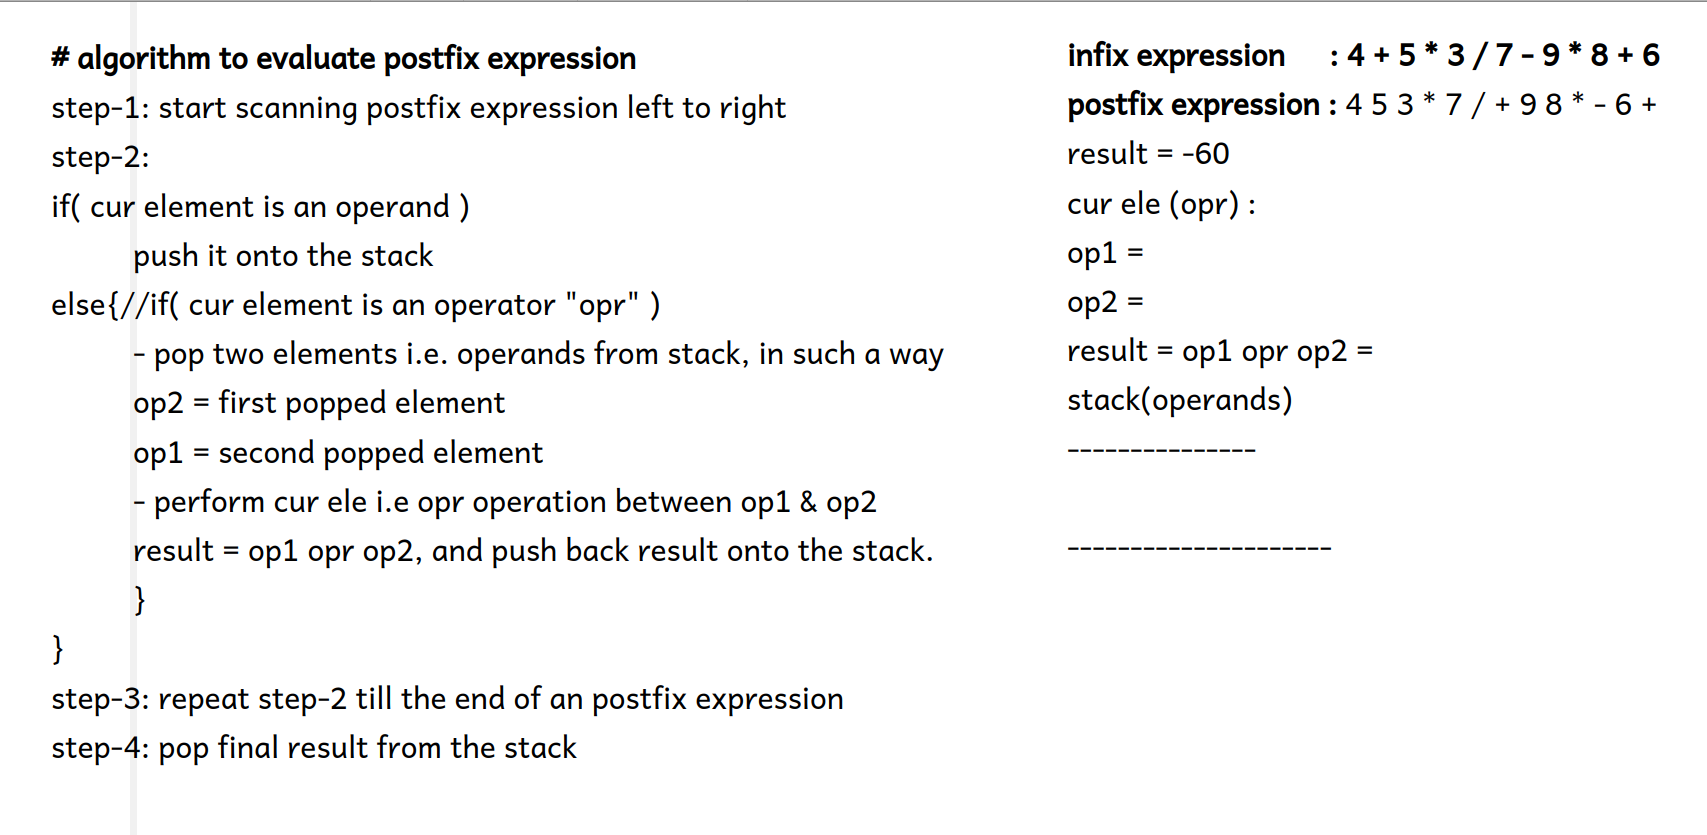 # algorithm to evaluate postfix expression
step-1: start scanning postfix expression left to right
step-2:
if( cur element is an operand )
push it onto the stack
else{//if( cur element is an operator "opr" )
- pop two elements i.e. operands from stack, in such a way
op2 = first popped element
op1 = second popped element
- perform cur ele i.e opr operation between op1 & op2
result = op1 opr op2, and push back result onto the stack.
}
}
step-3: repeat step-2 till the end of an postfix expression
step-4: pop final result from the stack
infix expression : 4 + 5 * 3 / 7 - 9 * 8 + 6
postfix expression : 4 5 3 * 7 / + 9 8 * - 6 +
result = -60
cur ele (opr) :
op1 =
op2 =
result = op1 opr op2 =
stack(operands)
---------------
---------------------